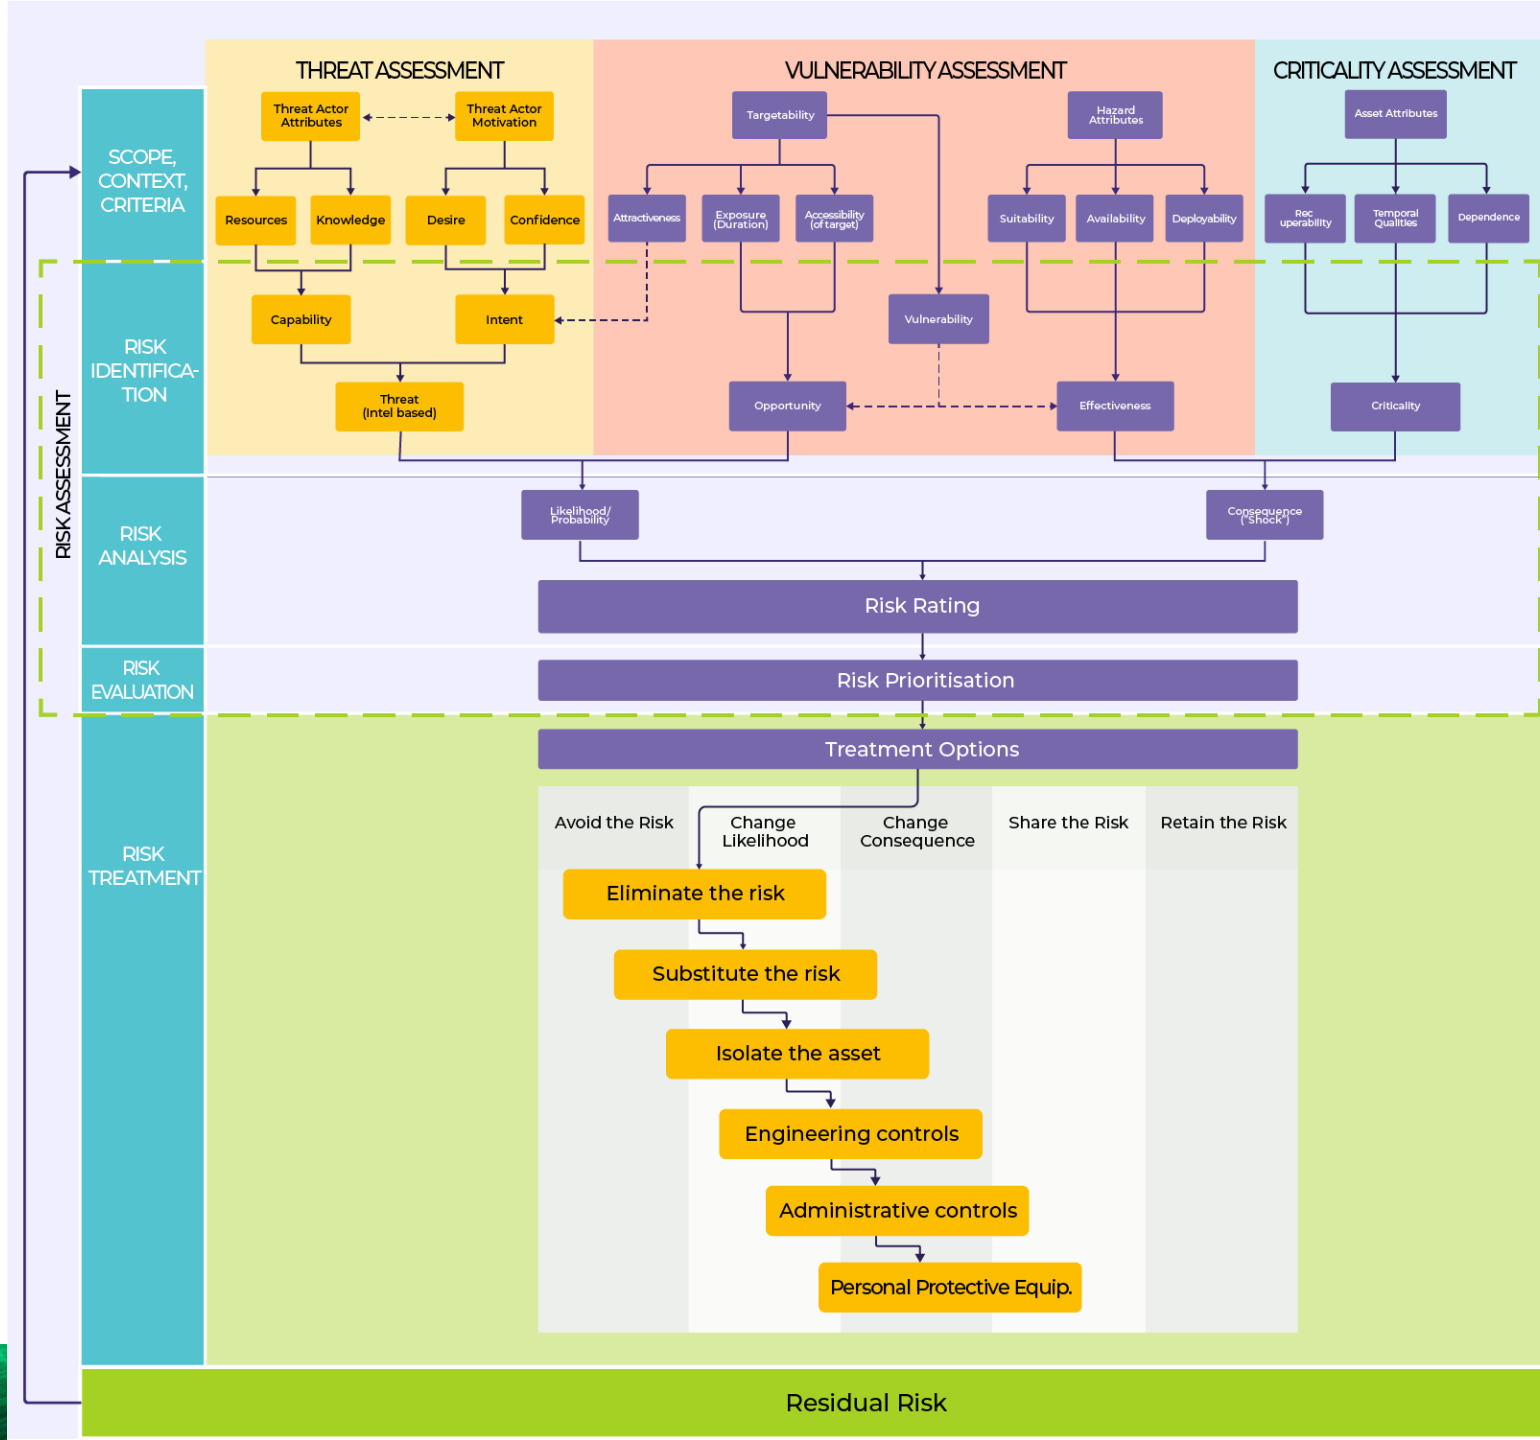 THREAT ASSESSMENT
VULNERABILITY ASSESSMENT
CRITICALITY ASSESSMENT
SCOPE,
CONTEXT,
CRITERIA
Threat Actor
Attributes
Threat Actor
Motivation
Targetability
Hazard
Attributes
Asset Attributes
Resources
Knowledge
Desire
Confidence
Attractiveness
Exposure
(Duration)
Accessibility
(of target)
Suitability
Availability
Deployability
Rec
uperability
Temporal
Qualities
Dependence
RISK ASSESSMENT
RISK
IDENTIFICA-
TION
Capability
Intent
Vulnerability
Threat
(Intel based)
Opportunity
Effectiveness
Criticality
RISK
ANALYSIS
Likelihood/
Probability
Consequence
("Shock")
Risk Rating
RISK
EVALUATION
Risk Prioritisation
RISK
TREATMENT
Treatment Options
Avoid the Risk
Change
Likelihood
Change
Consequence
Share the Risk
Retain the Risk
Eliminate the risk
Substitute the risk
Isolate the asset
Engineering controls
Administrative controls
Personal Protective Equip.
Residual Risk